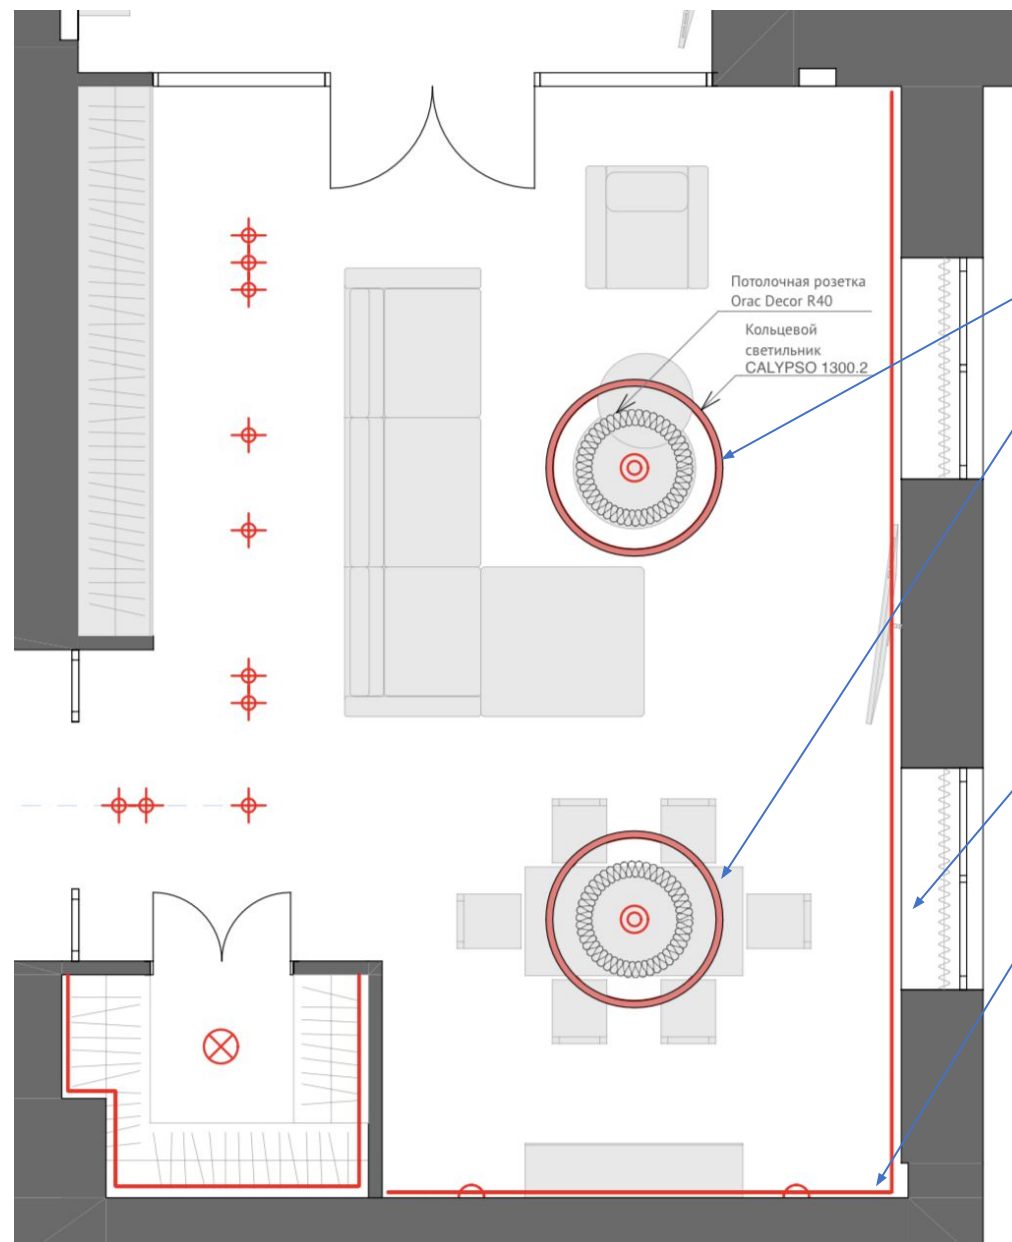 Потолочная розетка
Orac Decor R40
Кольцевой
светильник
CALYPSO 1300.2